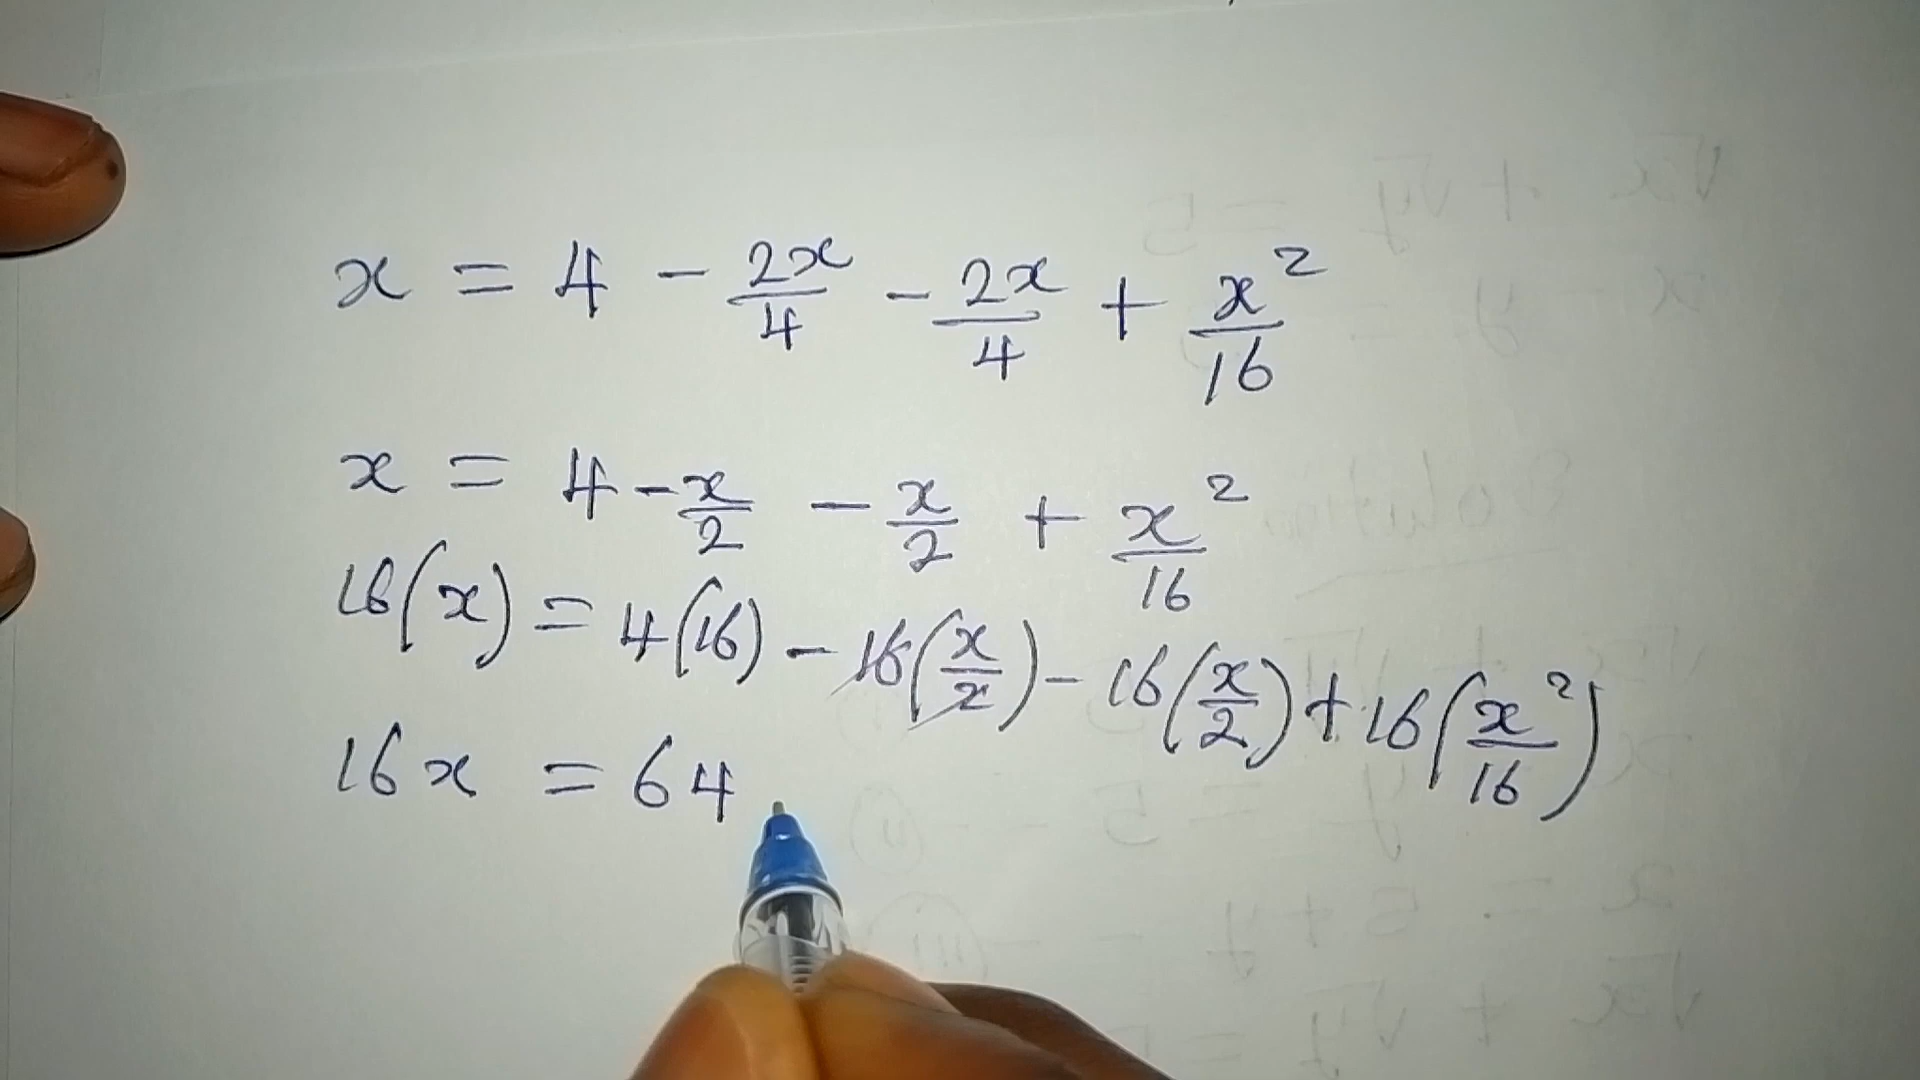 x = 4 - 2x/4 - 2x/4 + x²/16
x = 4 - x/2 - x/2 + x²/16
16(x) = 4(16) - 16(x/2) - 16(x/2) + 16(x²/16)
16x = 64